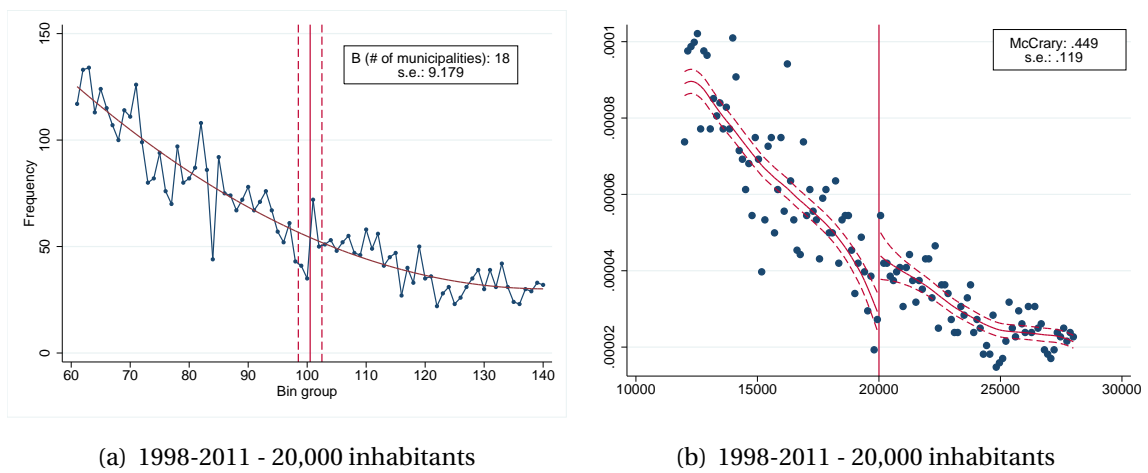 150
100
50
0
Frequency
B (# of municipalities): 18
s.e.: 9.179
60 70 80 90 100 110 120 130 140
Bin group
(a) 1998-2011 - 20,000 inhabitants
.0001
.00008
.00006
.00004
.00002
McCrary: .449
s.e.: .119
10000 15000 20000 25000 30000
(b) 1998-2011 - 20,000 inhabitants